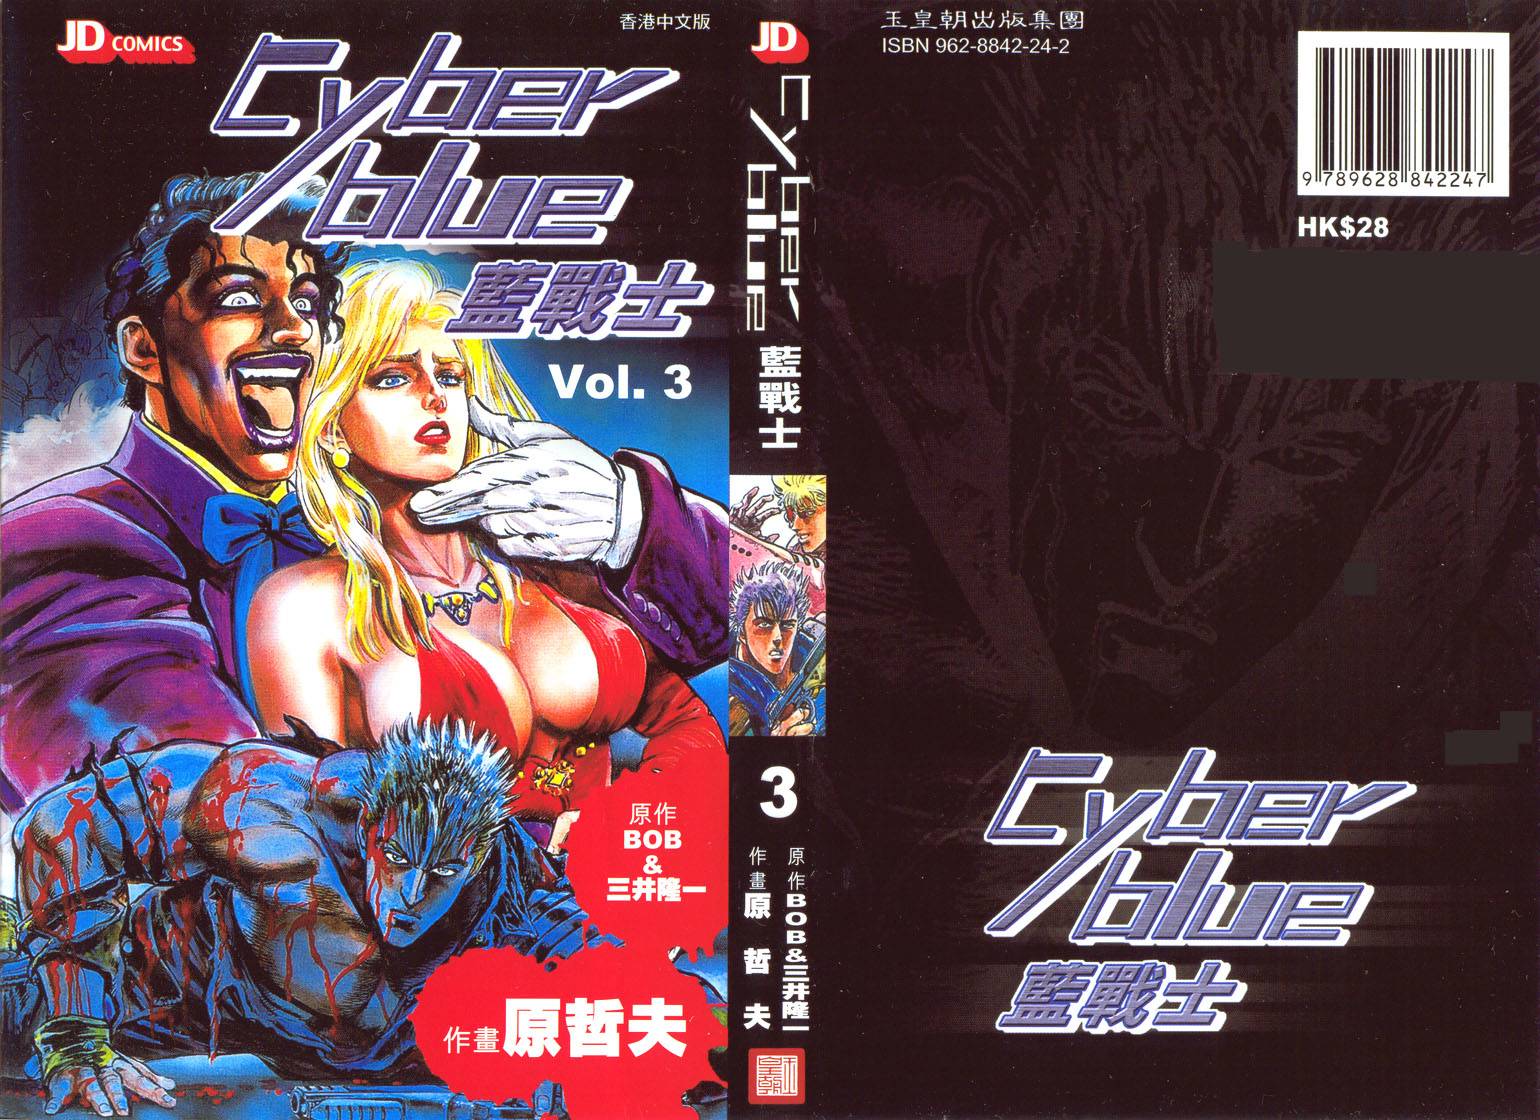 JD COMICS
香港中文版
Cyber
blue
藍戰士
Vol. 3
原作
BOB
&
三井隆一
作畫 原哲夫
JD
Cyber
blue
藍戰士
3
原作BOB&三井隆一
作畫 原哲夫
玉皇朝
玉皇朝出版集團
ISBN 962-8842-24-2
9 789628 842247
HK$28
Cyber
blue
藍戰士